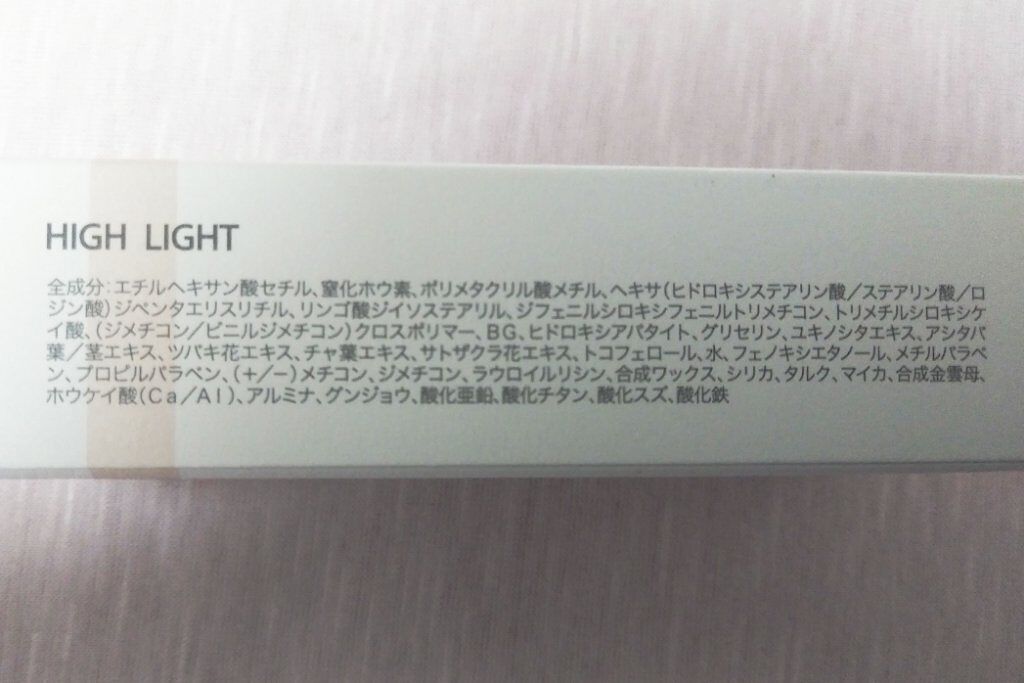 HIGH LIGHT
全成分:エチルヘキサン酸セチル、窒化ホウ素、ポリメタクリル酸メチル、ヘキサ(ヒドロキシステアリン酸/ステアリン酸/ロ
ジン酸)ジペンタエリスリチル、リンゴ酸ジイソステアリル、ジフェニルシロキシフェニルトリメチコン、トリメチルシロキシケ
イ酸、(ジメチコン/ビニルジメチコン)クロスポリマー、BG、ヒドロキシアパタイト、グリセリン、ユキノシタエキス、アシタバ
葉/茎エキス、ツバキ花エキス、チャ葉エキス、サトザクラ花エキス、トコフェロール、水、フェノキシエタノール、メチルパラベ
ン、プロピルパラベン、(+/-)メチコン、ジメチコン、ラウロイルリシン、合成ワックス、シリカ、タルク、マイカ、合成金雲母、
ホウケイ酸(Ca/Al)、アルミナ、グンジョウ、酸化亜鉛、酸化チタン、酸化スズ、酸化鉄